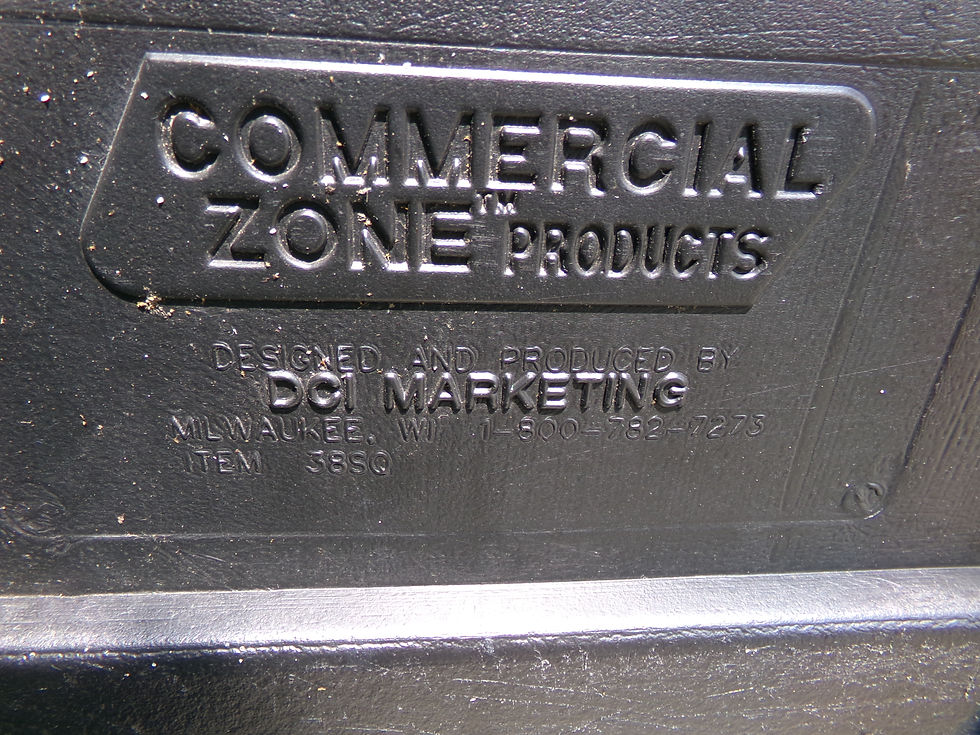 COMMERCIAL
ZONE™ PRODUCTS
DESIGNED AND PRODUCED BY
DCI MARKETING
MILWAUKEE, WI 1-800-782-7273
ITEM 38SQ